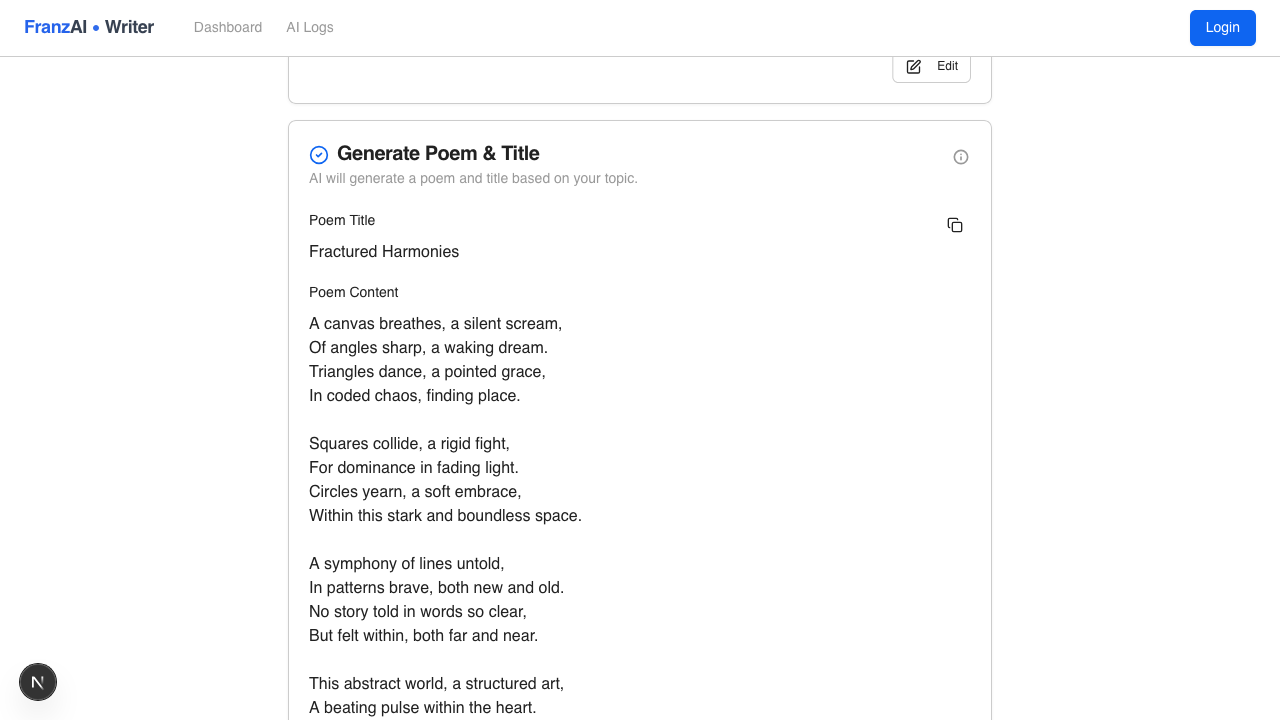 FranzAI • Writer
Dashboard
AI Logs
Login
Edit
Generate Poem & Title
AI will generate a poem and title based on your topic.
Poem Title
Fractured Harmonies
Poem Content
A canvas breathes, a silent scream,
Of angles sharp, a waking dream.
Triangles dance, a pointed grace,
In coded chaos, finding place.
Squares collide, a rigid fight,
For dominance in fading light.
Circles yearn, a soft embrace,
Within this stark and boundless space.
A symphony of lines untold,
In patterns brave, both new and old.
No story told in words so clear,
But felt within, both far and near.
This abstract world, a structured art,
A beating pulse within the heart.
N